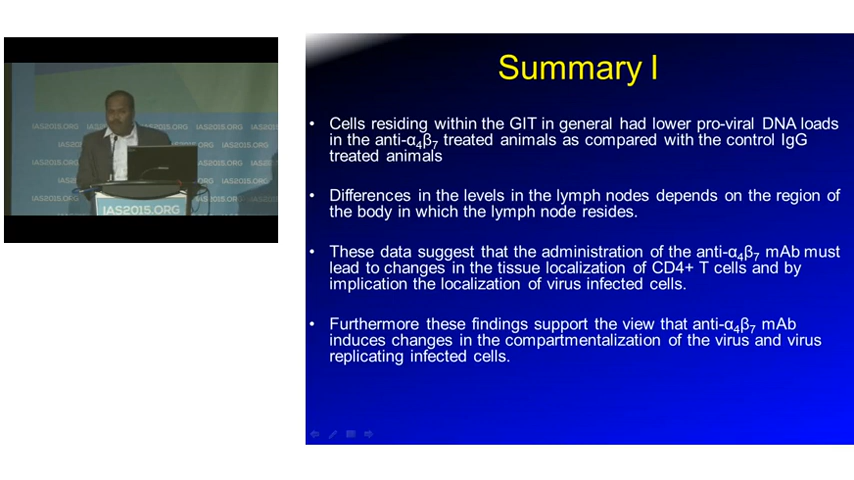 IAS2015.ORG
IAS2015.ORG
Summary I
• Cells residing within the GIT in general had lower pro-viral DNA loads
in the anti-α₄β₇ treated animals as compared with the control IgG
treated animals
• Differences in the levels in the lymph nodes depends on the region of
the body in which the lymph node resides.
• These data suggest that the administration of the anti-α₄β₇ mAb must
lead to changes in the tissue localization of CD4+ T cells and by
implication the localization of virus infected cells.
• Furthermore these findings support the view that anti-α₄β₇ mAb
induces changes in the compartmentalization of the virus and virus
replicating infected cells.